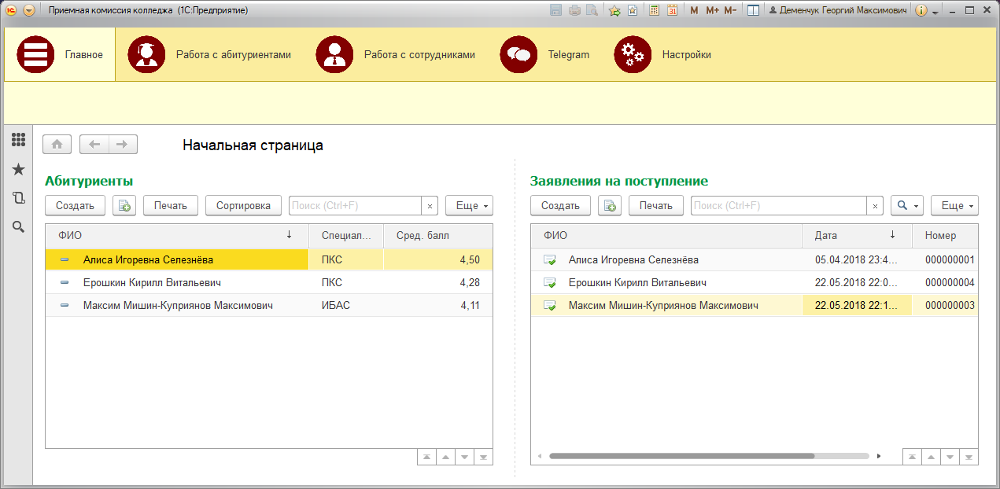 Приемная комиссия колледжа (1С:Предприятие)
31 M M+ M- Деменчук Георгий Максимович
Главное Работа с абитуриентами Работа с сотрудниками Telegram Настройки
Начальная страница
Абитуриенты
Создать Печать Сортировка Поиск (Ctrl+F) × Еще
ФИО ↓ Специал... Сред. балл
Алиса Игоревна Селезнёва ПКС 4,50
Ерошкин Кирилл Витальевич ПКС 4,28
Максим Мишин-Куприянов Максимович ИБАС 4,11
Заявления на поступление
Создать Печать Поиск (Ctrl+F) × Еще
ФИО Дата ↓ Номер
Алиса Игоревна Селезнёва 05.04.2018 23:4... 000000001
Ерошкин Кирилл Витальевич 22.05.2018 22:0... 000000004
Максим Мишин-Куприянов Максимович 22.05.2018 22:1... 000000003